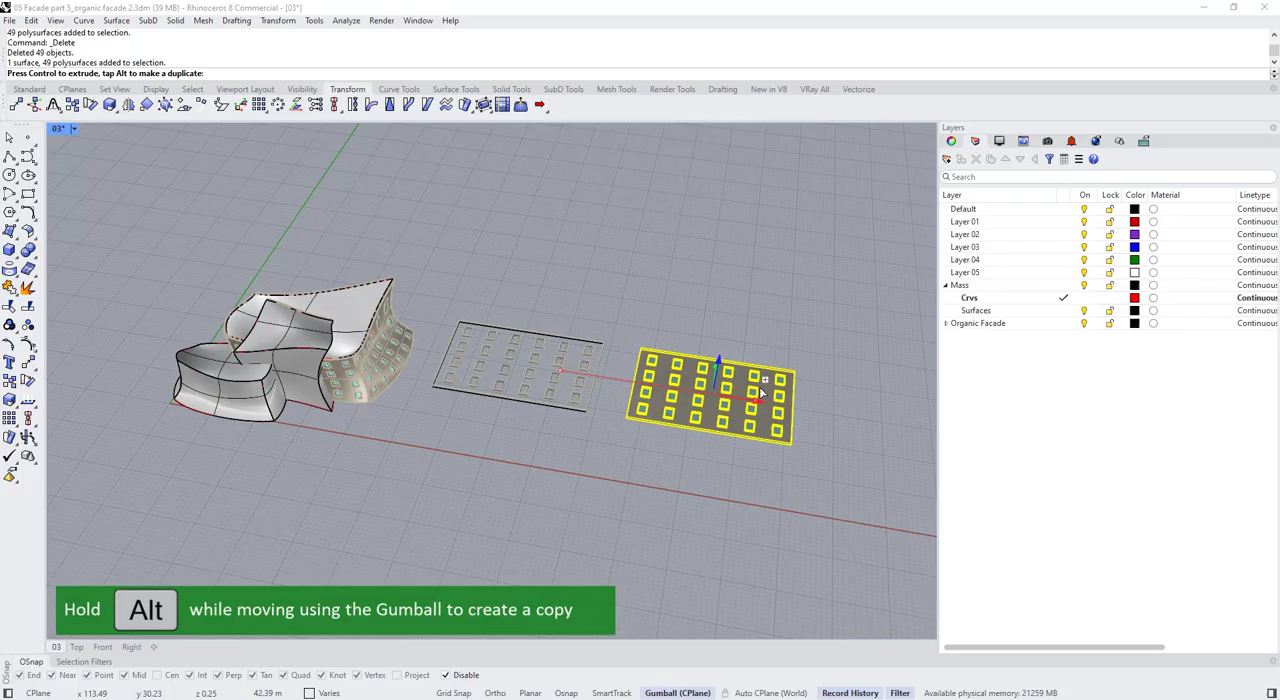 05 Facade part 5_organic facade 2.3dm (39 MB) - Rhinoceros 8 Commercial - [03*]
File Edit View Curve Surface SubD Solid Mesh Drafting Transform Tools Analyze Render Window Help
49 polysurfaces added to selection.
Command: _Delete
Deleted 49 objects.
1 surface, 49 polysurfaces added to selection.
Press Control to extrude, tap Alt to make a duplicate:
Standard CPlanes Set View Display Select Viewport Layout Visibility Transform Curve Tools Surface Tools Solid Tools SubD Tools Mesh Tools Render Tools Drafting New in V8 VRay All Vectorize
03*
Layers
Search
Layer On Lock Color Material Linetype
Default Continuous
Layer 01 Continuous
Layer 02 Continuous
Layer 03 Continuous
Layer 04 Continuous
Layer 05 Continuous
Mass Continuous
Crvs Continuous
Surfaces Continuous
Organic Facade Continuous
Hold Alt while moving using the Gumball to create a copy
03 Top Front Right
OSnap Selection Filters
OSnap
End Near Point Mid Cen Int Perp Tan Quad Knot Vertex Project Disable
CPlane x 113.49 y 30.23 z 0.25 42.39 m Varies Grid Snap Ortho Planar Osnap SmartTrack Gumball (CPlane) Auto CPlane (World) Record History Filter Available physical memory: 21259 MB